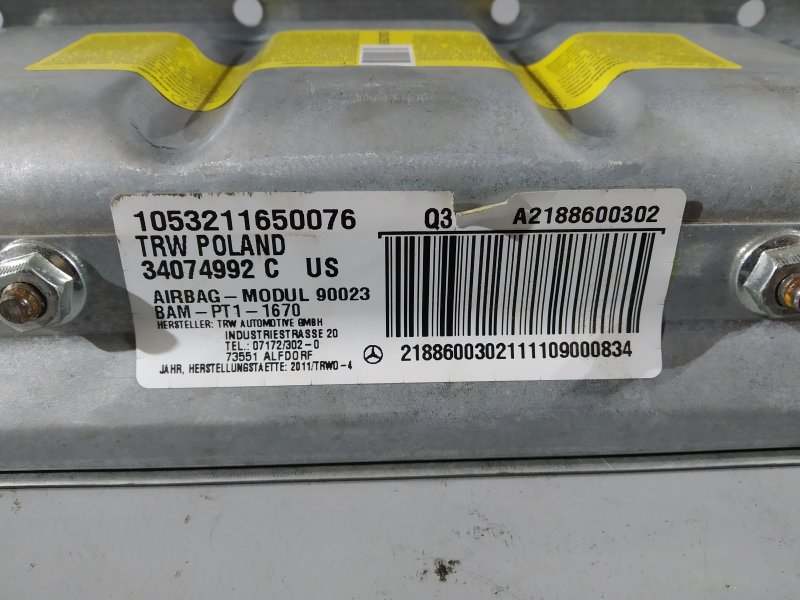 1053211650076 Q3 A2188600302
TRW POLAND
34074992 C US
AIRBAG-MODUL 90023
BAM-PT1-1670
HERSTELLER: TRW AUTOMOTIVE GMBH
INDUSTRIESTRASSE 20
TEL.: 07172/302-0
73551 ALFDORF
JAHR, HERSTELLUNGSTAETTE: 2011/TRWO-4
2188600302111109000834